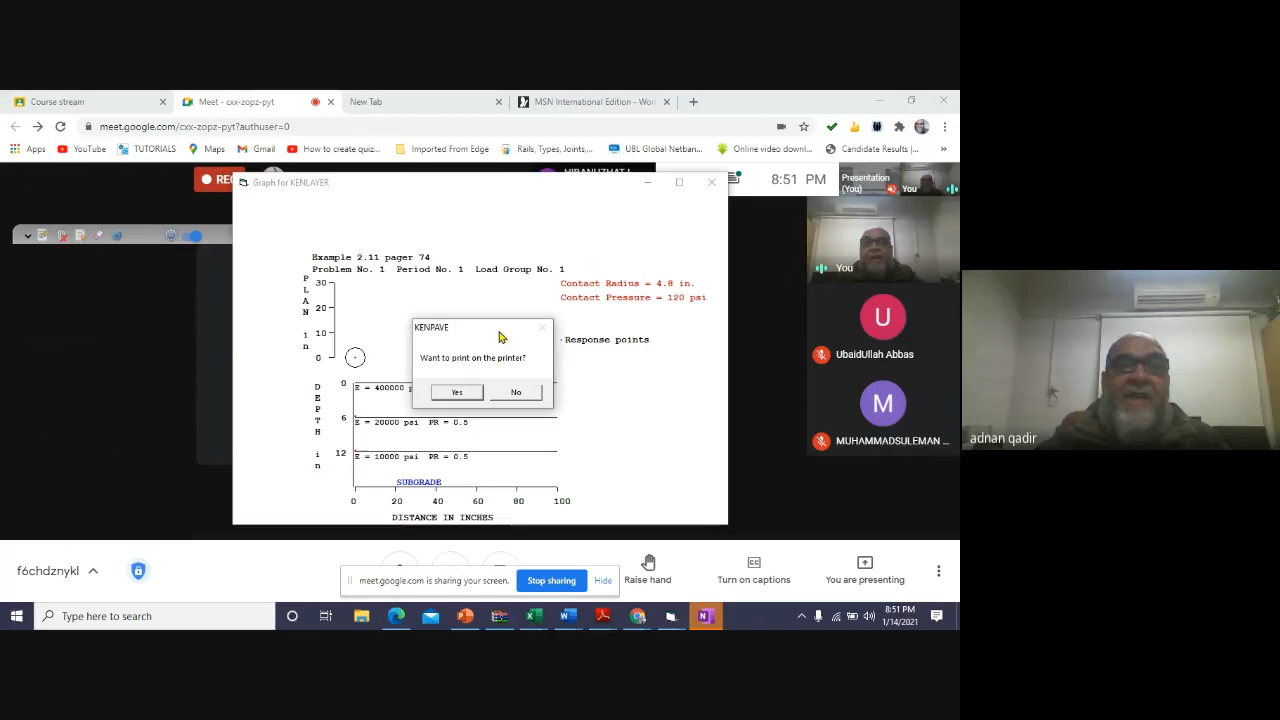 Course stream
Meet - cxx-zopz-pyt
New Tab
MSN International Edition - Wor
meet.google.com/cxx-zopz-pyt?authuser=0
Apps
YouTube
TUTORIALS
Maps
Gmail
How to create quiz...
Imported From Edge
Rails, Types, Joints,...
UBL Global Netban...
Online video downl...
Candidate Results |...
»
REC
8:51 PM
Presentation
(You)
You
Graph for KENLAYER
Example 2.11 pager 74
Problem No. 1 Period No. 1 Load Group No. 1
Contact Radius = 4.8 in.
Contact Pressure = 120 psi
PLAN in
30
20
10
0
Response points
KENPAVE
Want to print on the printer?
Yes
No
DEPTH in
0
E = 400000 p
6
E = 20000 psi PR = 0.5
12
E = 10000 psi PR = 0.5
SUBGRADE
0 20 40 60 80 100
DISTANCE IN INCHES
You
U
UbaidUllah Abbas
M
MUHAMMADSULEMAN ...
adnan qadir
f6chdznykl
meet.google.com is sharing your screen.
Stop sharing
Hide
Raise hand
Turn on captions
You are presenting
Type here to search
8:51 PM
1/14/2021